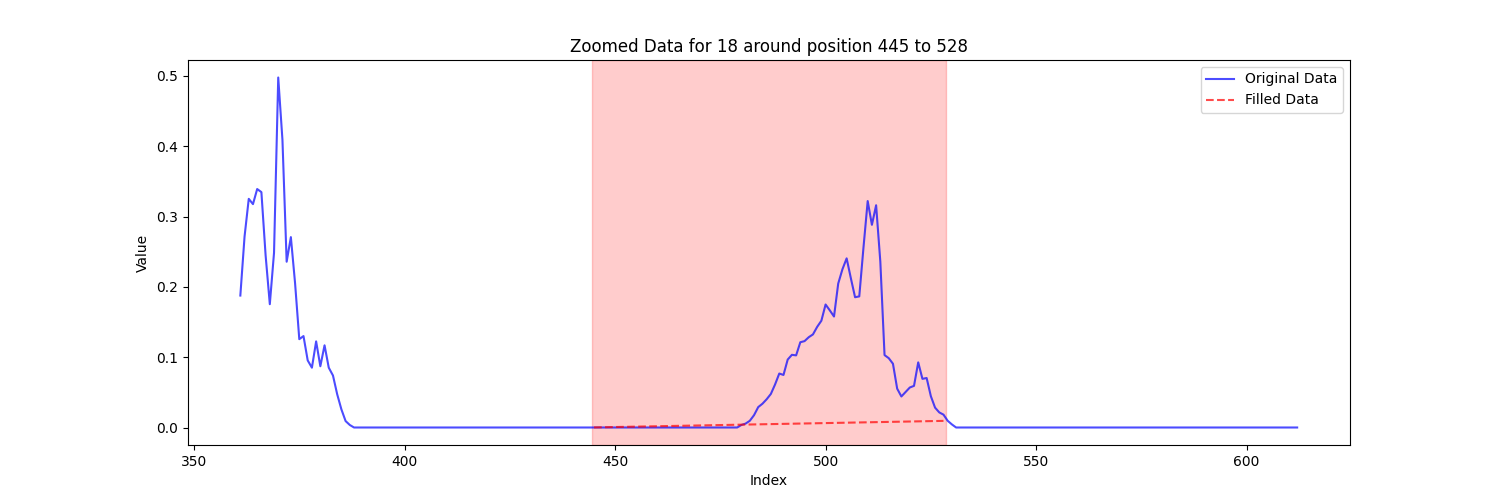 Zoomed Data for 18 around position 445 to 528
Original Data
Filled Data
Value
0.5
0.4
0.3
0.2
0.1
0.0
350 400 450 500 550 600
Index